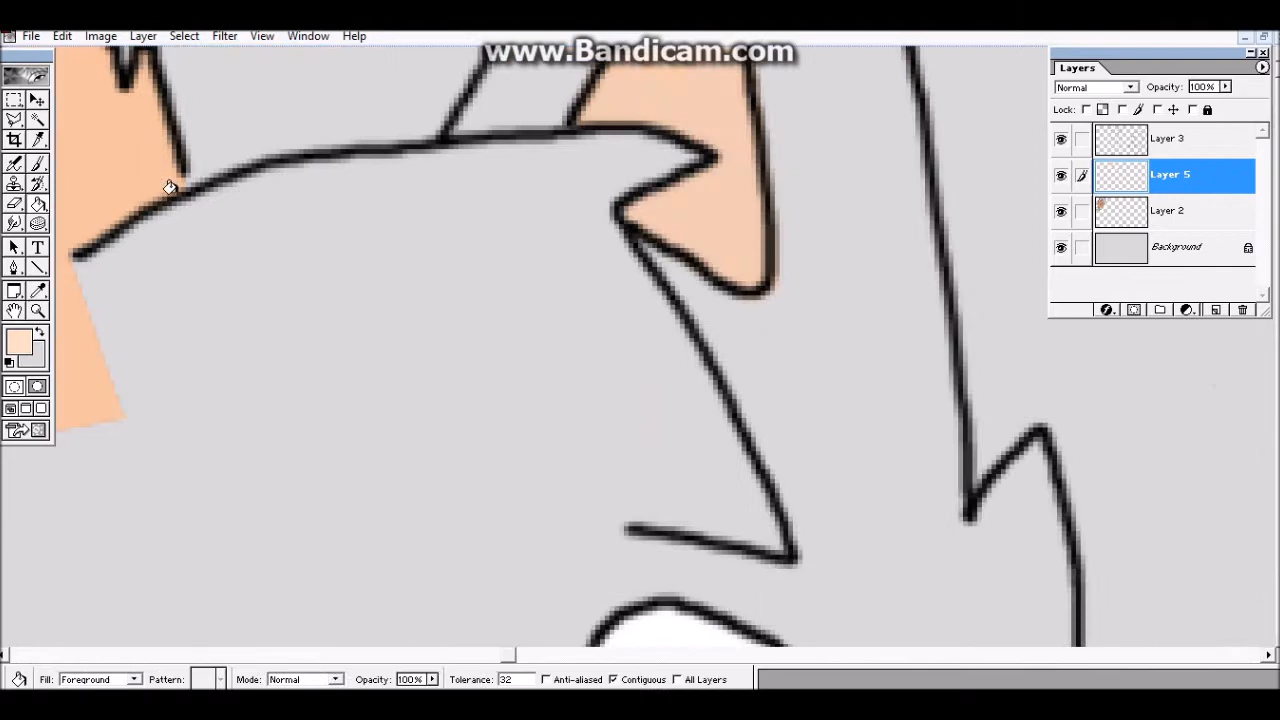 File Edit Image Layer Select Filter View Window Help
www.Bandicam.com
Layers
Normal Opacity: 100%
Lock:
Layer 3
Layer 5
Layer 2
Background
Fill: Foreground Pattern: Mode: Normal Opacity: 100% Tolerance: 32 Anti-aliased Contiguous All Layers